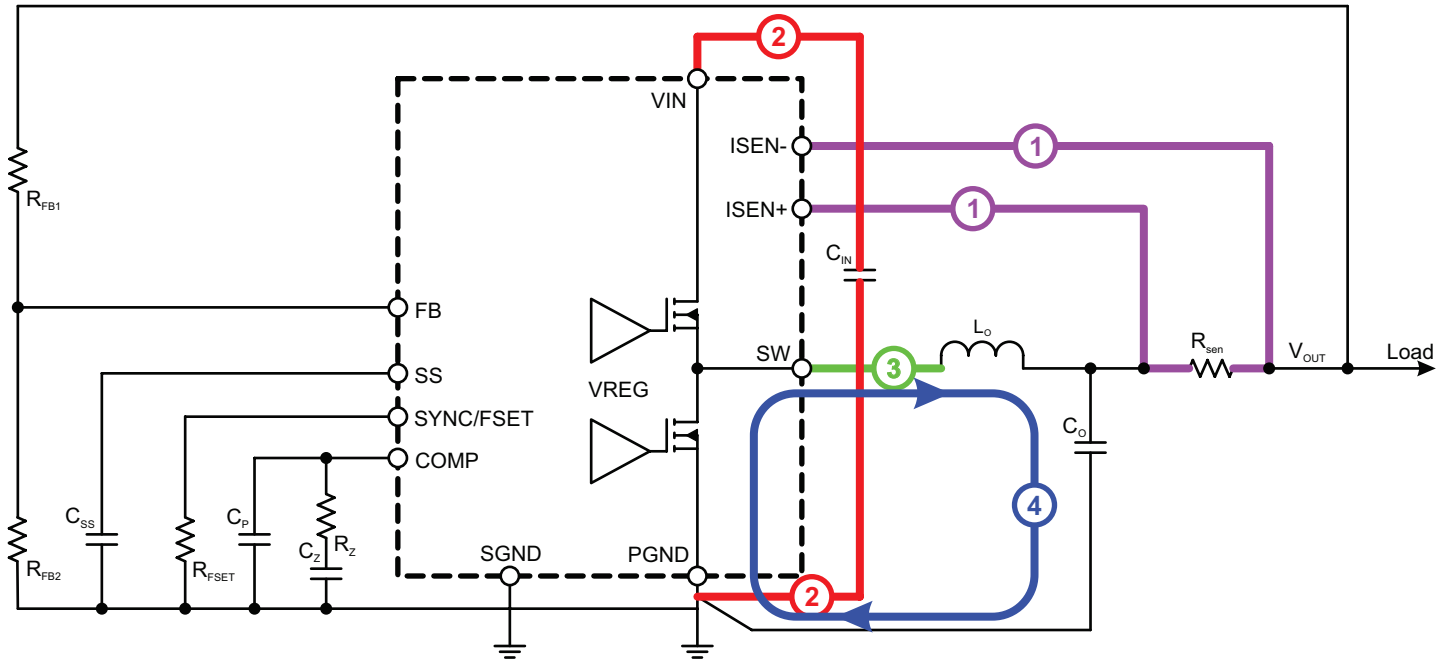 2
VIN
ISEN-
1
ISEN+
1
RFB1
CIN
FB
LO
SW
Rsen
VOUT
Load
3
SS
VREG
SYNC/FSET
CO
COMP
4
CSS
CP
RZ
CZ
SGND
PGND
RFB2
RFSET
2